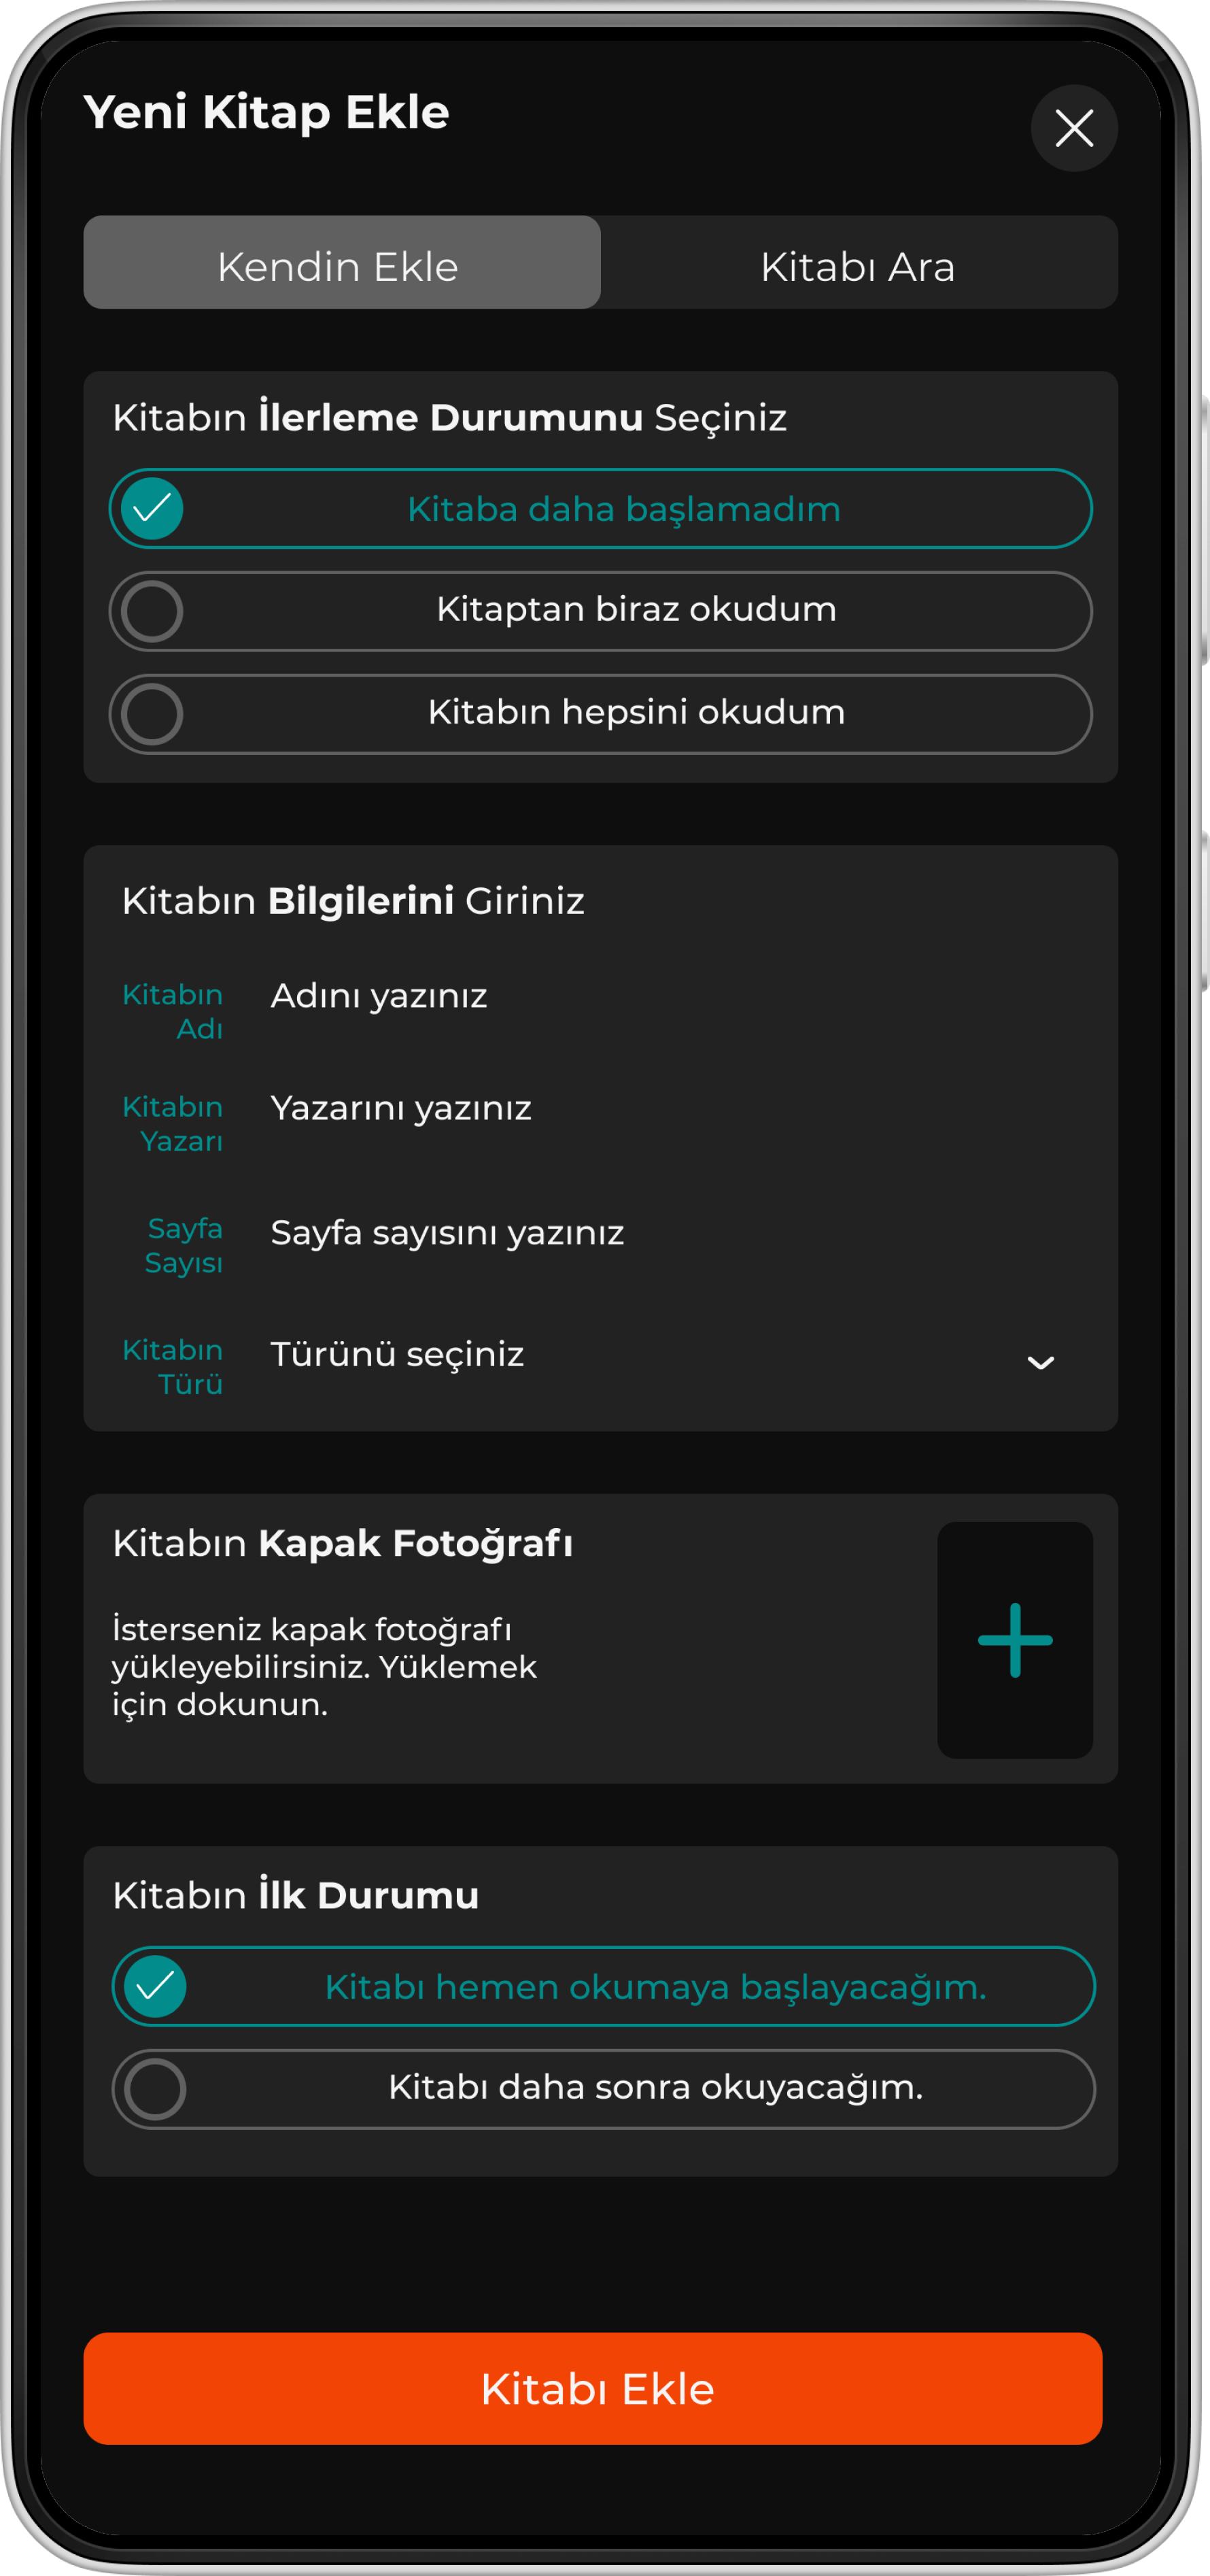 Yeni Kitap Ekle
Kendin Ekle
Kitabı Ara
Kitabın İlerleme Durumunu Seçiniz
Kitaba daha başlamadım
Kitaptan biraz okudum
Kitabın hepsini okudum
Kitabın Bilgilerini Giriniz
Kitabın
Adı
Adını yazınız
Kitabın
Yazarı
Yazarını yazınız
Sayfa
Sayısı
Sayfa sayısını yazınız
Kitabın
Türü
Türünü seçiniz
Kitabın Kapak Fotoğrafı
İsterseniz kapak fotoğrafı
yükleyebilirsiniz. Yüklemek
için dokunun.
Kitabın İlk Durumu
Kitabı hemen okumaya başlayacağım.
Kitabı daha sonra okuyacağım.
Kitabı Ekle